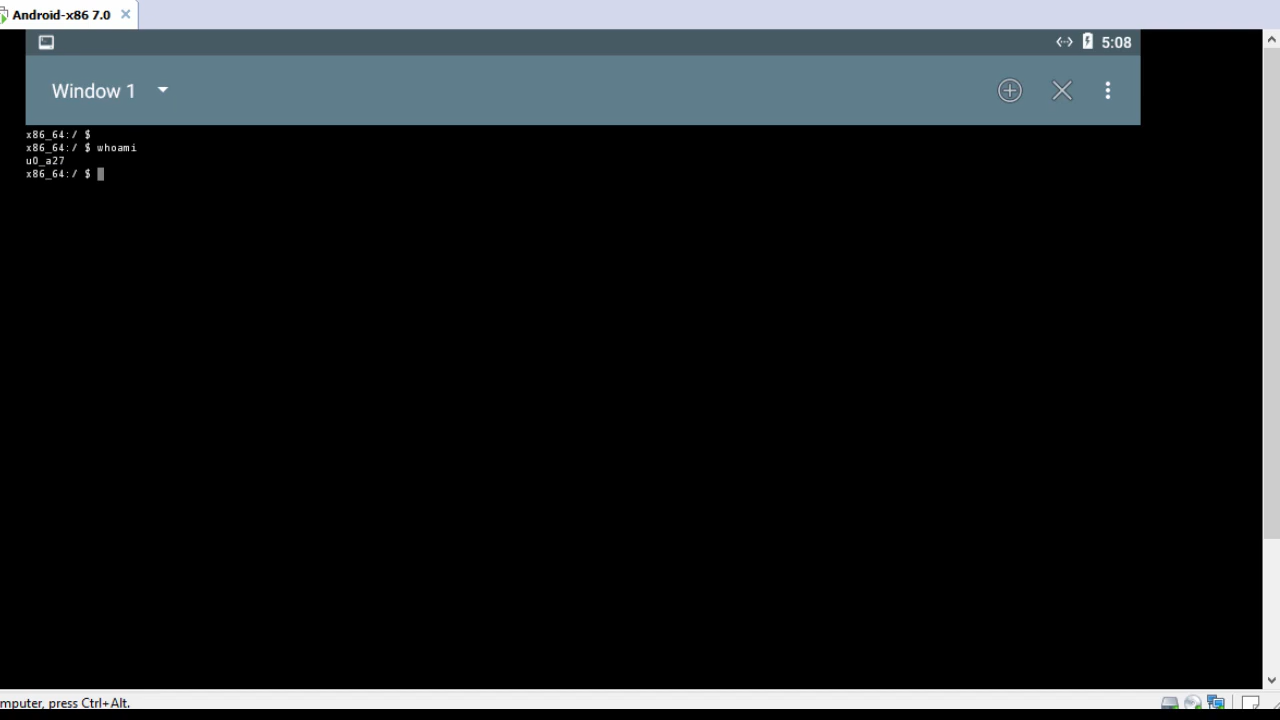 Android-x86 7.0
5:08
Window 1
x86_64:/ $
x86_64:/ $ whoami
u0_a27
x86_64:/ $
mputer, press Ctrl+Alt.